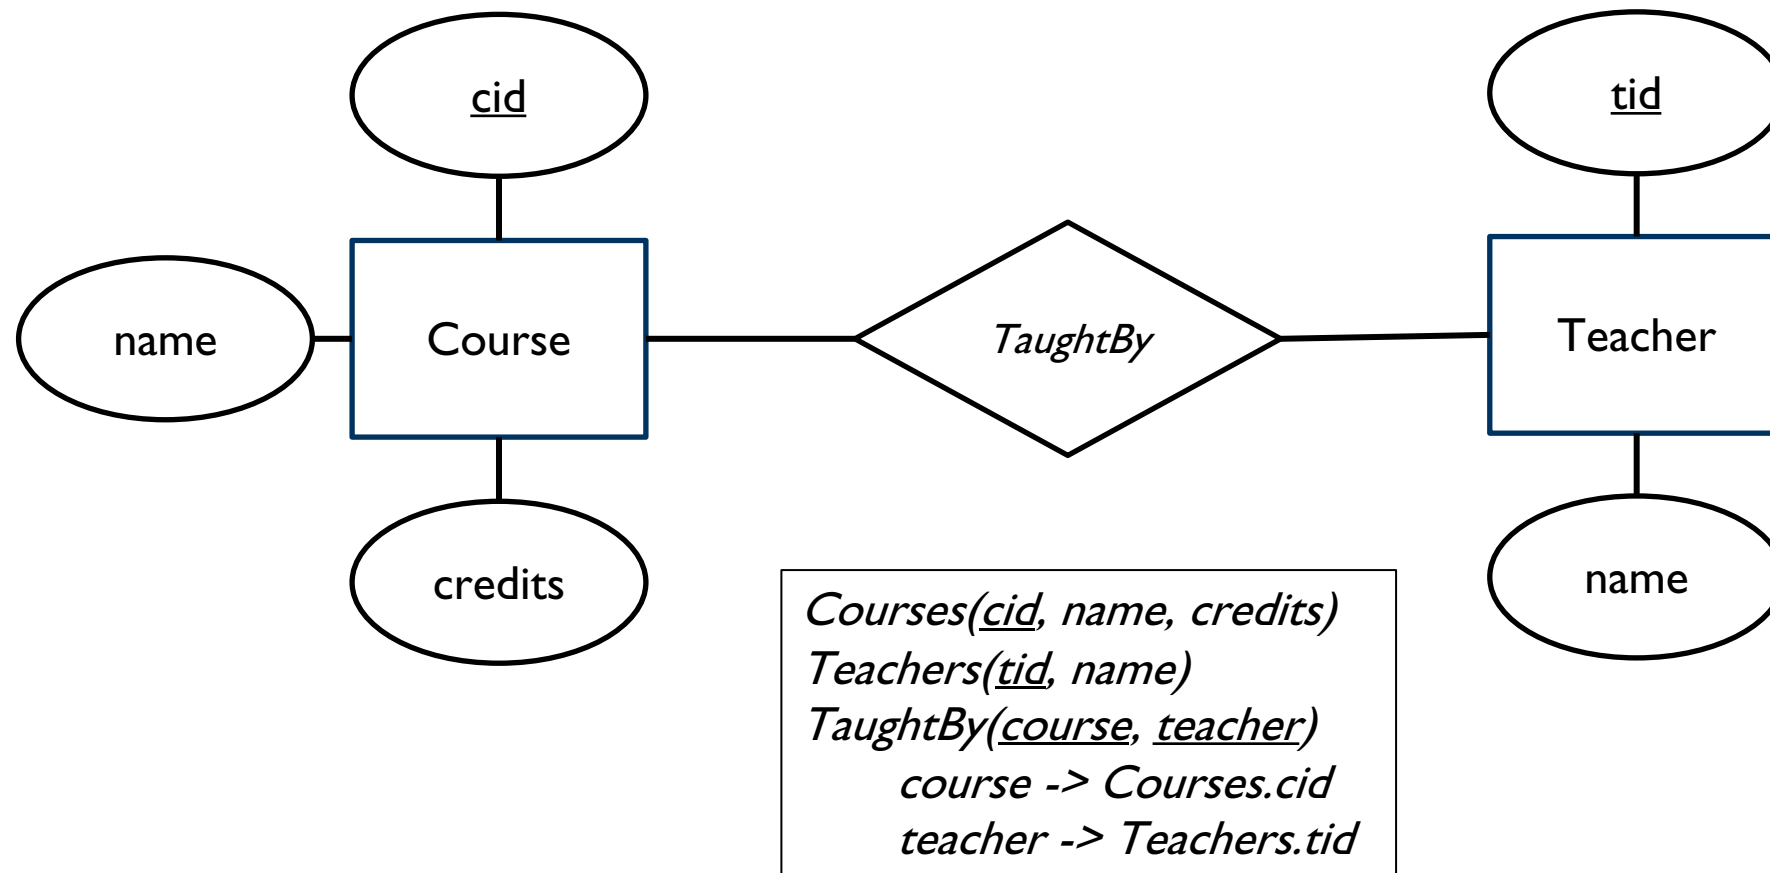 cid
tid
name
Course
TaughtBy
Teacher
credits
name
Courses(cid, name, credits)
Teachers(tid, name)
TaughtBy(course, teacher)
course -> Courses.cid
teacher -> Teachers.tid